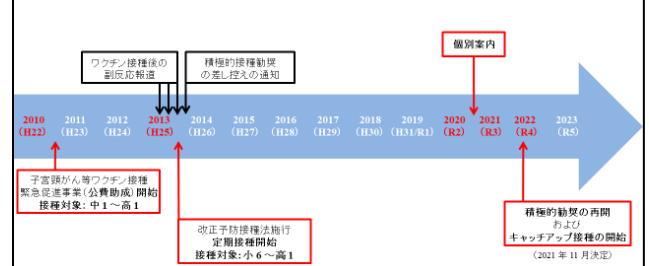 ワクチン接種後の
副反応報道
積極的接種勧奨
の差し控えの通知
個別案内
2010 2011 2012 2013 2014 2015 2016 2017 2018 2019 2020 2021 2022 2023
(H22) (H23) (H24) (H25) (H26) (H27) (H28) (H29) (H30) (H31/R1) (R2) (R3) (R4) (R5)
子宮頸がん等ワクチン接種
緊急促進事業(公費助成)開始
接種対象: 中1～高1
改正予防接種法施行
定期接種開始
接種対象: 小6～高1
積極的勧奨の再開
および
キャッチアップ接種の開始
(2021年11月決定)